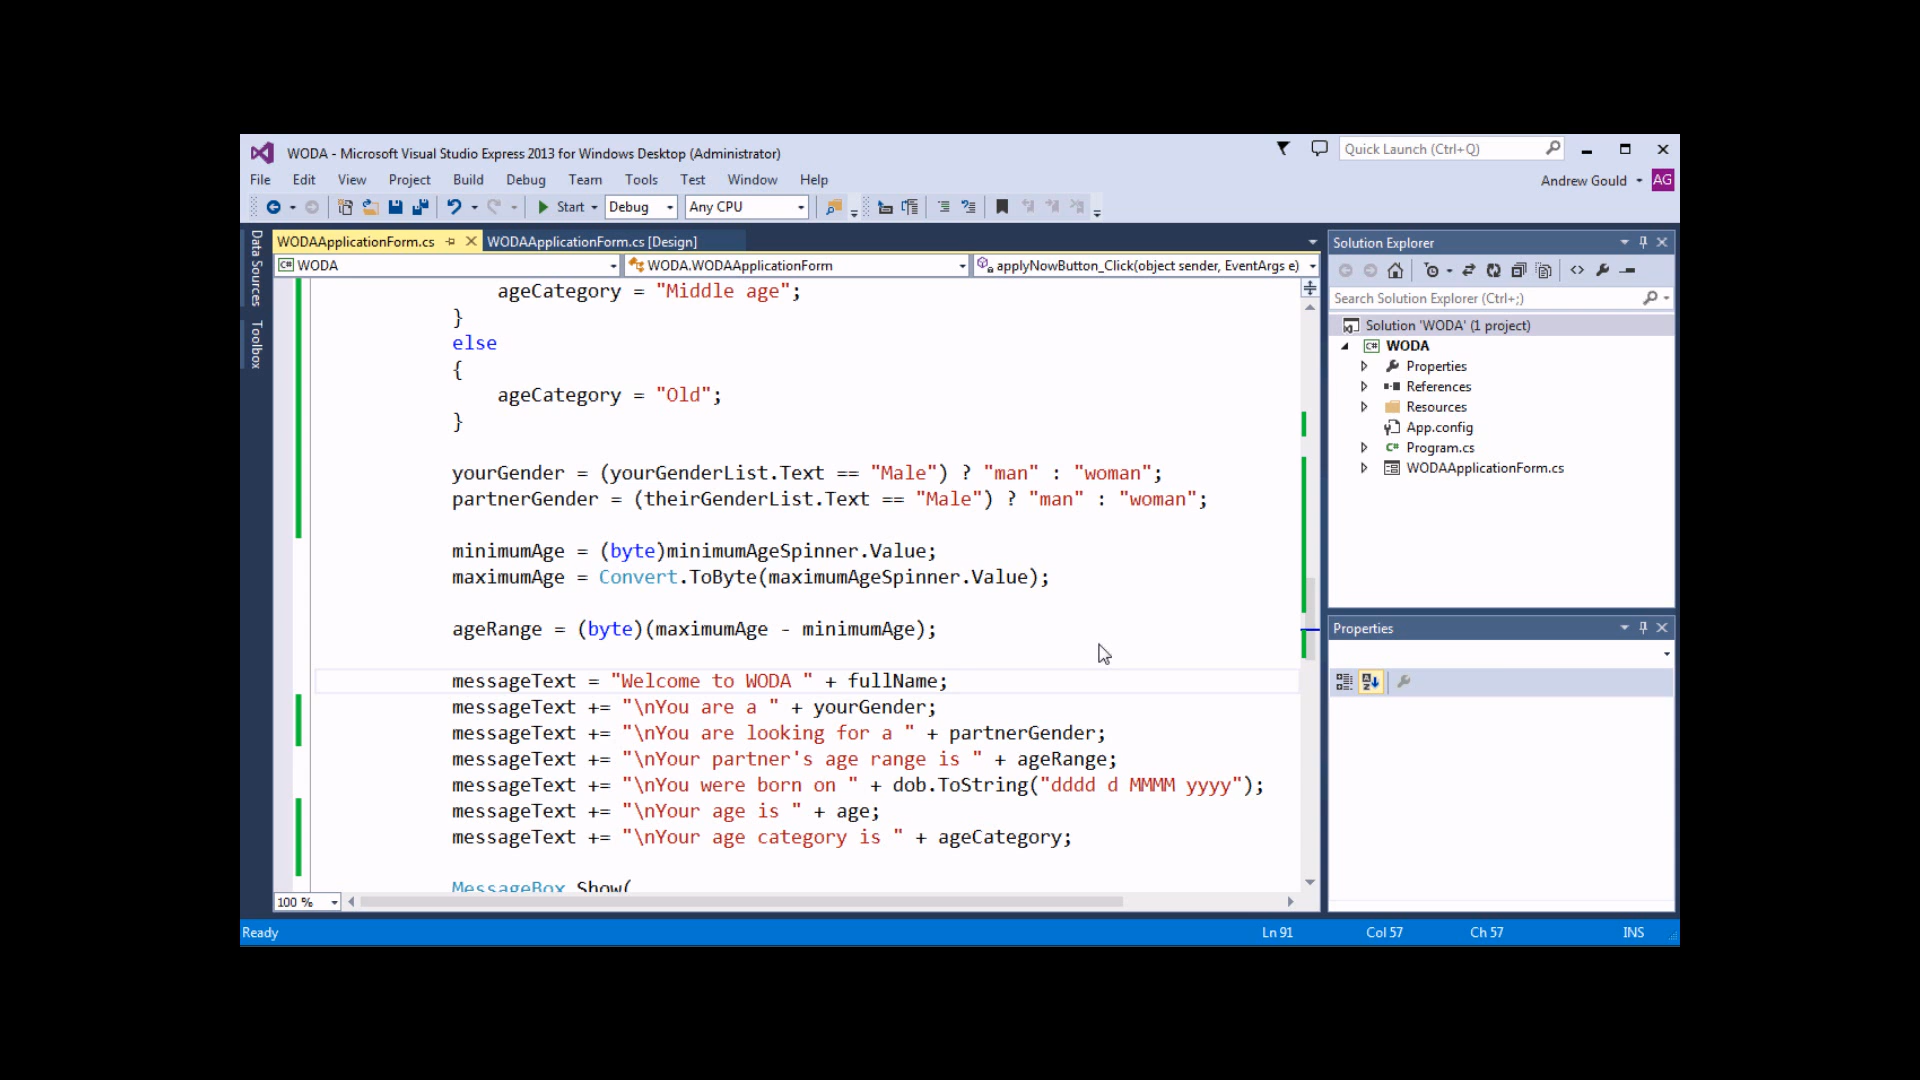 WODA - Microsoft Visual Studio Express 2013 for Windows Desktop (Administrator)
Quick Launch (Ctrl+Q)
File Edit View Project Build Debug Team Tools Test Window Help
Andrew Gould AG
Start Debug Any CPU
Data Sources
Toolbox
WODAApplicationForm.cs WODAApplicationForm.cs [Design]
WODA WODA.WODAApplicationForm applyNowButton_Click(object sender, EventArgs e)
ageCategory = "Middle age";
}
else
{
ageCategory = "Old";
}
yourGender = (yourGenderList.Text == "Male") ? "man" : "woman";
partnerGender = (theirGenderList.Text == "Male") ? "man" : "woman";
minimumAge = (byte)minimumAgeSpinner.Value;
maximumAge = Convert.ToByte(maximumAgeSpinner.Value);
ageRange = (byte)(maximumAge - minimumAge);
messageText = "Welcome to WODA " + fullName;
messageText += "\nYou are a " + yourGender;
messageText += "\nYou are looking for a " + partnerGender;
messageText += "\nYour partner's age range is " + ageRange;
messageText += "\nYou were born on " + dob.ToString("dddd d MMMM yyyy");
messageText += "\nYour age is " + age;
messageText += "\nYour age category is " + ageCategory;
MessageBox.Show(
100 %
Solution Explorer
Search Solution Explorer (Ctrl+;)
Solution 'WODA' (1 project)
C# WODA
Properties
References
Resources
App.config
C# Program.cs
WODAApplicationForm.cs
Properties
Ready Ln 91 Col 57 Ch 57 INS